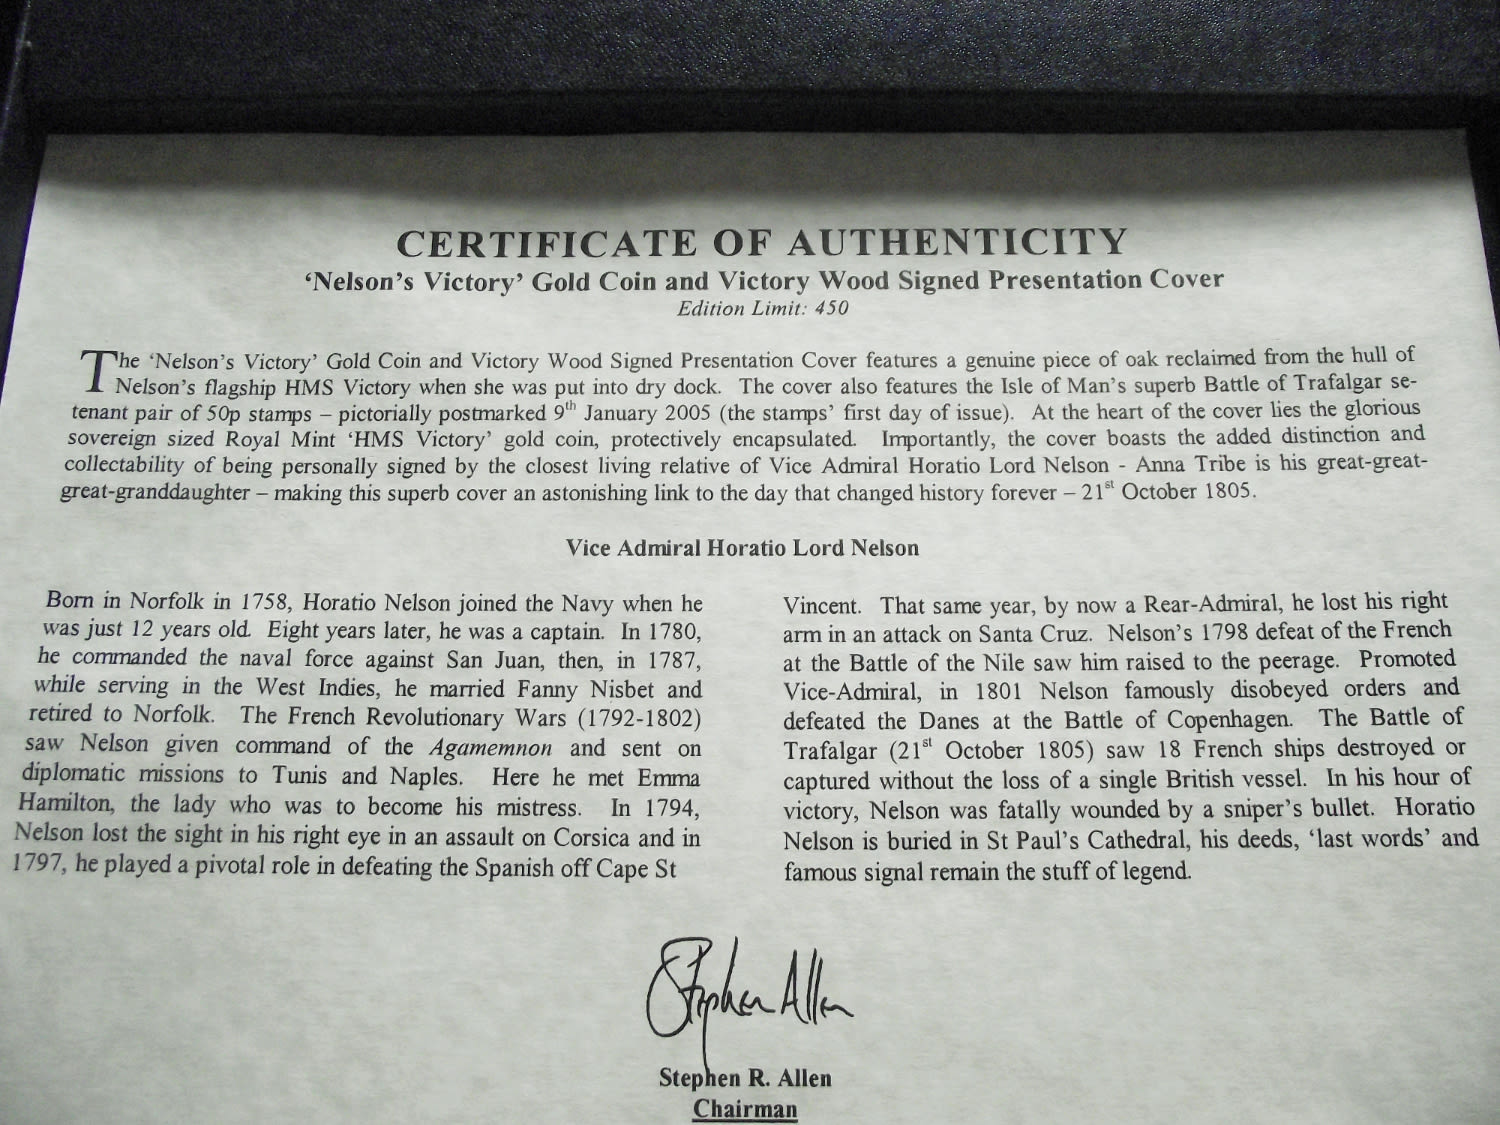 CERTIFICATE OF AUTHENTICITY
‘Nelson’s Victory’ Gold Coin and Victory Wood Signed Presentation Cover
Edition Limit: 450
The ‘Nelson’s Victory’ Gold Coin and Victory Wood Signed Presentation Cover features a genuine piece of oak reclaimed from the hull of
Nelson’s flagship HMS Victory when she was put into dry dock. The cover also features the Isle of Man’s superb Battle of Trafalgar se-
tenant pair of 50p stamps – pictorially postmarked 9th January 2005 (the stamps’ first day of issue). At the heart of the cover lies the glorious
sovereign sized Royal Mint ‘HMS Victory’ gold coin, protectively encapsulated. Importantly, the cover boasts the added distinction and
collectability of being personally signed by the closest living relative of Vice Admiral Horatio Lord Nelson - Anna Tribe is his great-great-
great-granddaughter – making this superb cover an astonishing link to the day that changed history forever – 21st October 1805.
Vice Admiral Horatio Lord Nelson
Born in Norfolk in 1758, Horatio Nelson joined the Navy when he
was just 12 years old. Eight years later, he was a captain. In 1780,
he commanded the naval force against San Juan, then, in 1787,
while serving in the West Indies, he married Fanny Nisbet and
retired to Norfolk. The French Revolutionary Wars (1792-1802)
saw Nelson given command of the Agamemnon and sent on
diplomatic missions to Tunis and Naples. Here he met Emma
Hamilton, the lady who was to become his mistress. In 1794,
Nelson lost the sight in his right eye in an assault on Corsica and in
1797, he played a pivotal role in defeating the Spanish off Cape St
Vincent. That same year, by now a Rear-Admiral, he lost his right
arm in an attack on Santa Cruz. Nelson’s 1798 defeat of the French
at the Battle of the Nile saw him raised to the peerage. Promoted
Vice-Admiral, in 1801 Nelson famously disobeyed orders and
defeated the Danes at the Battle of Copenhagen. The Battle of
Trafalgar (21st October 1805) saw 18 French ships destroyed or
captured without the loss of a single British vessel. In his hour of
victory, Nelson was fatally wounded by a sniper’s bullet. Horatio
Nelson is buried in St Paul’s Cathedral, his deeds, ‘last words’ and
famous signal remain the stuff of legend.
Stephen Allen
Stephen R. Allen
Chairman